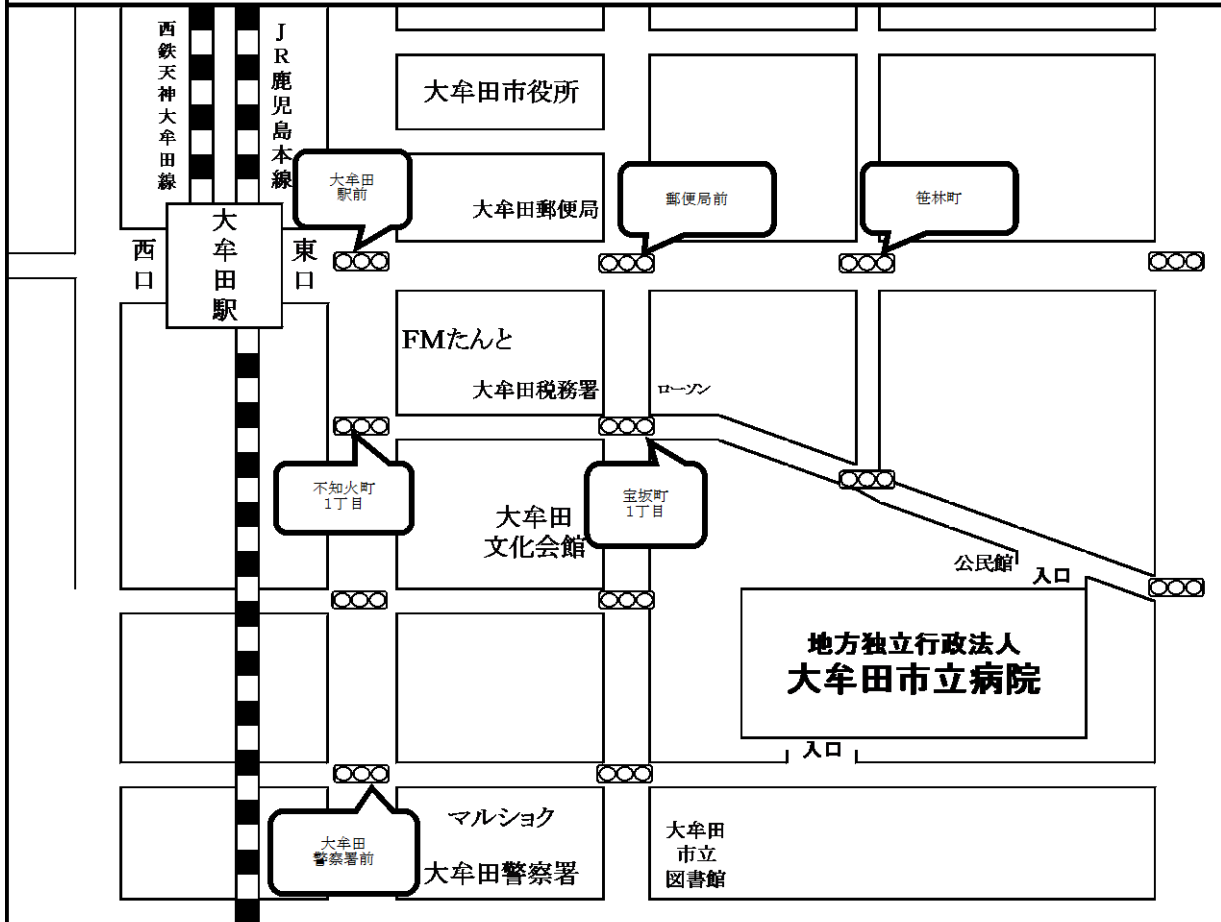 西鉄天神大牟田線
JR鹿児島本線
大牟田市役所
大牟田
駅前
大牟田郵便局
郵便局前
笹林町
西口
大牟田駅
東口
FMたんと
大牟田税務署
ローソン
不知火町
1丁目
宝坂町
1丁目
大牟田
文化会館
公民館
入口
地方独立行政法人
大牟田市立病院
入口
大牟田
警察署前
マルショク
大牟田警察署
大牟田
市立
図書館